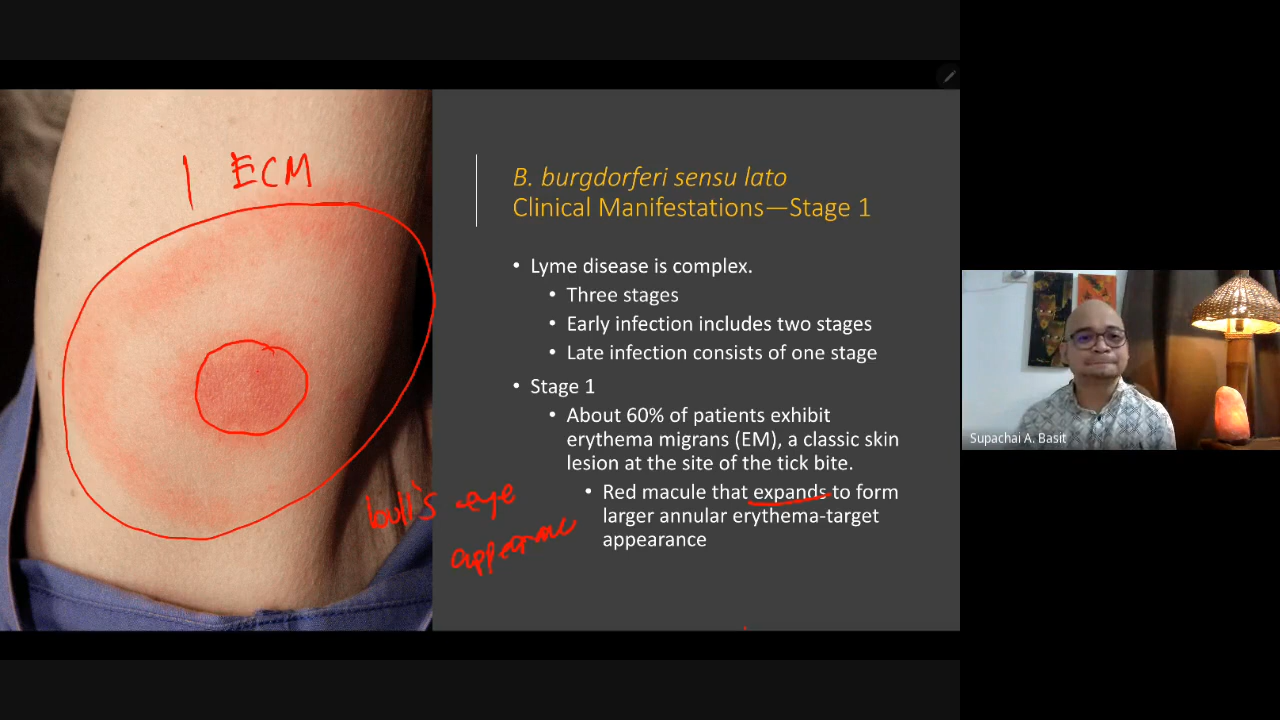 1 ECM
B. burgdorferi sensu lato
Clinical Manifestations—Stage 1
• Lyme disease is complex.
• Three stages
• Early infection includes two stages
• Late infection consists of one stage
• Stage 1
• About 60% of patients exhibit
erythema migrans (EM), a classic skin
lesion at the site of the tick bite.
• Red macule that expands to form
larger annular erythema-target
appearance
bull's eye
Supachai A. Basit